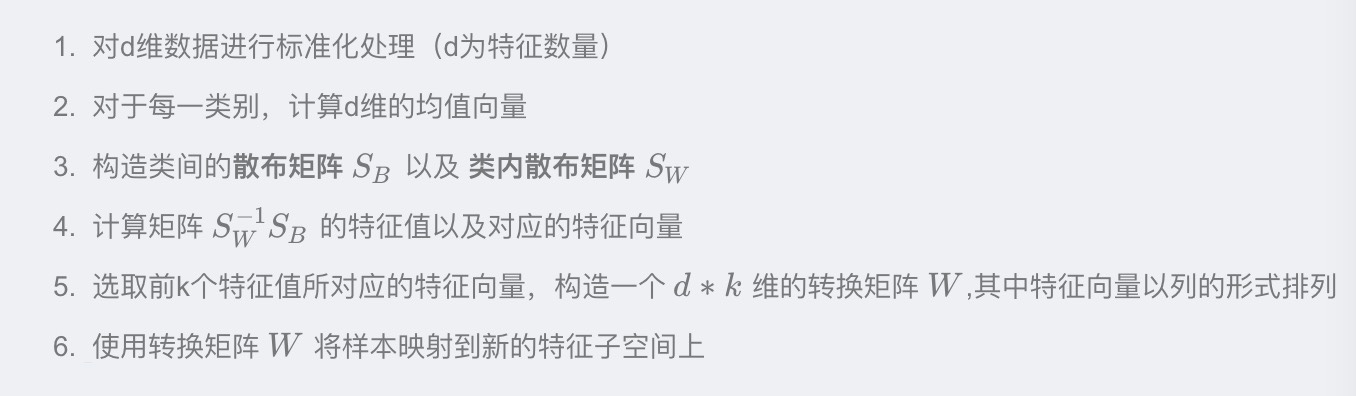 1. 对d维数据进行标准化处理（d为特征数量）
2. 对于每一类别，计算d维的均值向量
3. 构造类间的散布矩阵 $S_B$ 以及 类内散布矩阵 $S_W$
4. 计算矩阵 $S_W^{-1}S_B$ 的特征值以及对应的特征向量
5. 选取前k个特征值所对应的特征向量，构造一个 $d * k$ 维的转换矩阵 $W$ ,其中特征向量以列的形式排列
6. 使用转换矩阵 $W$ 将样本映射到新的特征子空间上